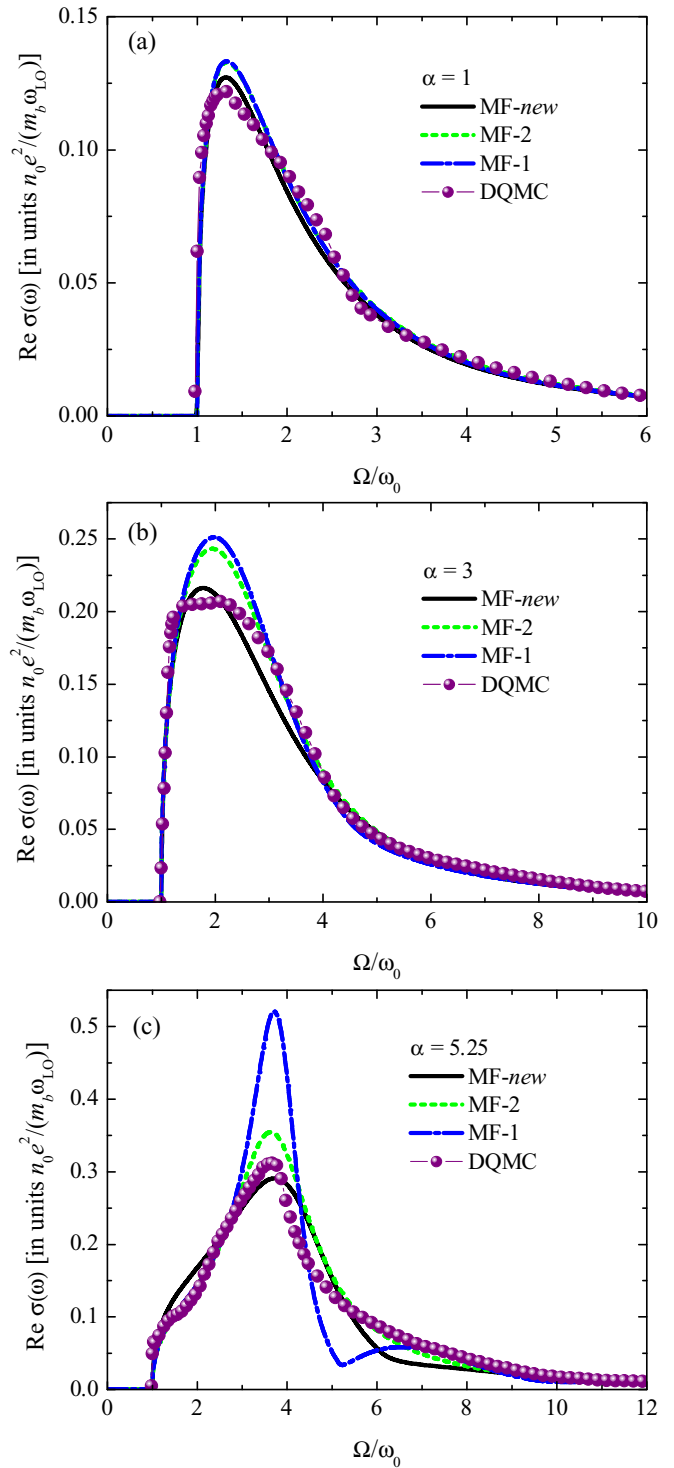 (a)
α = 1
MF-new
MF-2
MF-1
DQMC
Re σ(ω) [in units n₀e²/(m_bω_LO)]
0.15
0.10
0.05
0.00
0 1 2 3 4 5 6
Ω/ω₀
(b)
α = 3
MF-new
MF-2
MF-1
DQMC
Re σ(ω) [in units n₀e²/(m_bω_LO)]
0.25
0.20
0.15
0.10
0.05
0.00
0 2 4 6 8 10
Ω/ω₀
(c)
α = 5.25
MF-new
MF-2
MF-1
DQMC
Re σ(ω) [in units n₀e²/(m_bω_LO)]
0.5
0.4
0.3
0.2
0.1
0.0
0 2 4 6 8 10 12
Ω/ω₀